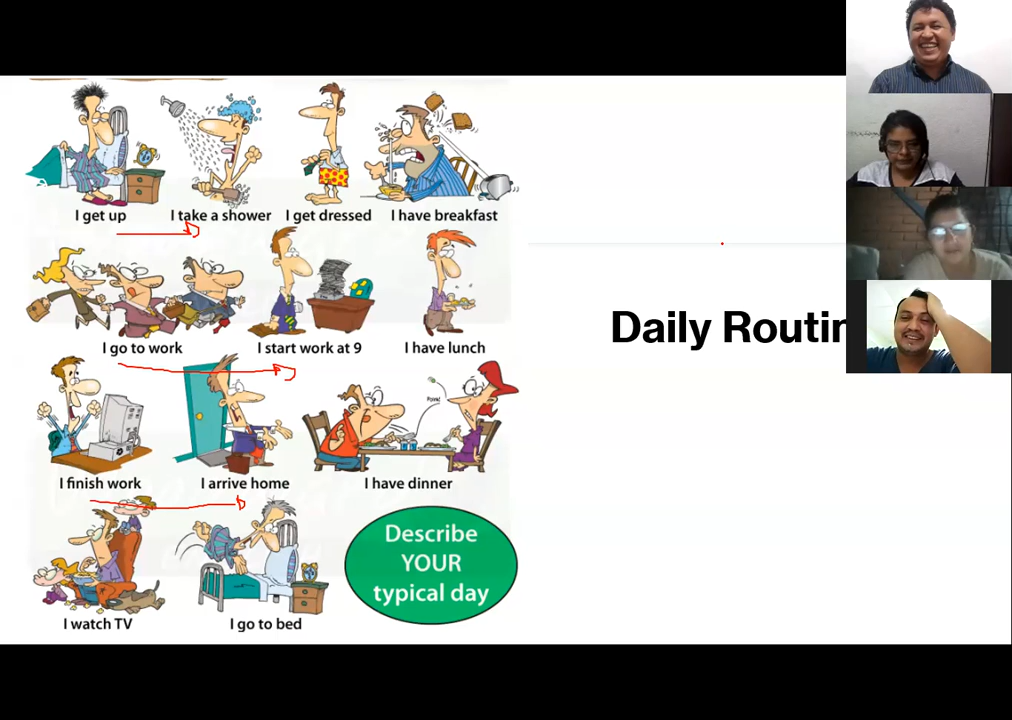 I get up
I take a shower
I get dressed
I have breakfast
I go to work
I start work at 9
I have lunch
POINK!
I finish work
I arrive home
I have dinner
Describe
YOUR
typical day
I watch TV
I go to bed
Daily Routin